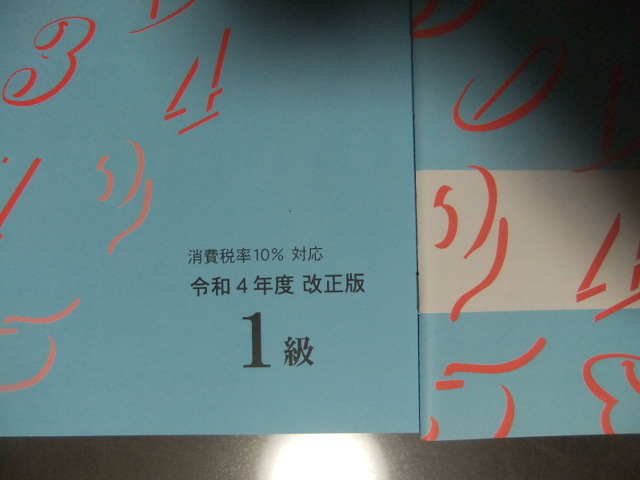 消費税率10% 対応
令和4年度 改正版
1級